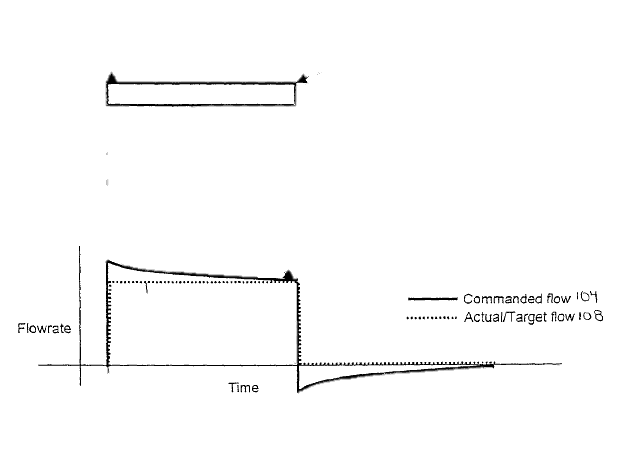 Commanded flow 104
Actual/Target flow 108
Flowrate
Time